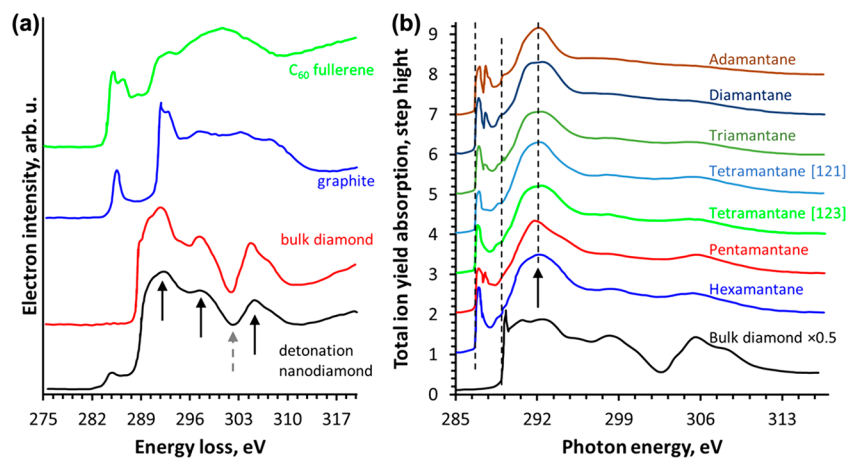 (a)
Electron intensity, arb. u.
C60 fullerene
graphite
bulk diamond
detonation
nanodiamond
275 282 289 296 303 310 317
Energy loss, eV
(b)
Total ion yield absorption, step hight
9
8
7
6
5
4
3
2
1
0
Adamantane
Diamantane
Triamantane
Tetramantane [121]
Tetramantane [123]
Pentamantane
Hexamantane
Bulk diamond ×0.5
285 292 299 306 313
Photon energy, eV